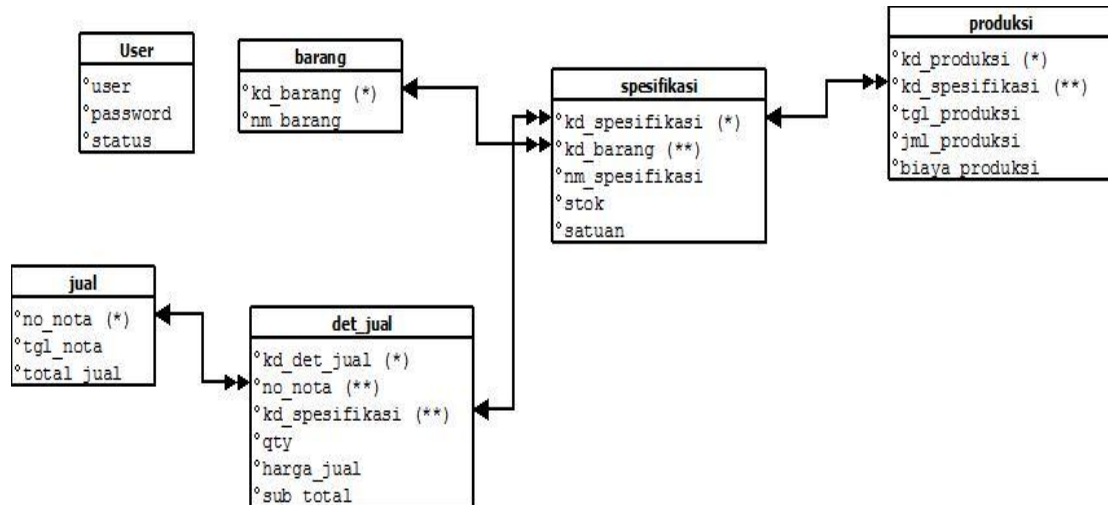 User
°user
°password
°status
barang
°kd_barang (*)
°nm_barang
spesifikasi
°kd_spesifikasi (*)
°kd_barang (**)
°nm_spesifikasi
°stok
°satuan
produksi
°kd_produksi (*)
°kd_spesifikasi (**)
°tgl_produksi
°jml_produksi
°biaya_produksi
jual
°no_nota (*)
°tgl_nota
°total_jual
det_jual
°kd_det_jual (*)
°no_nota (**)
°kd_spesifikasi (**)
°qty
°harga_jual
°sub_total